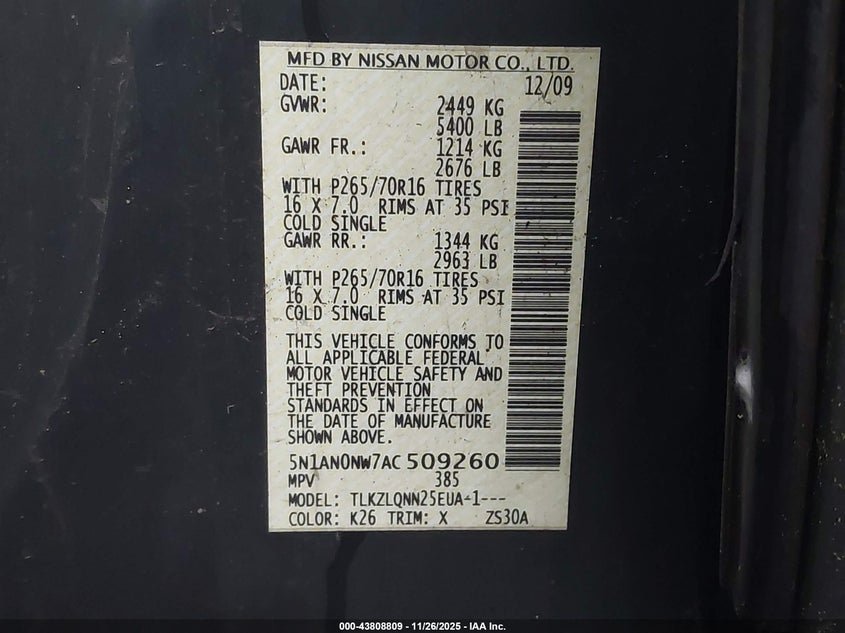 MFD BY NISSAN MOTOR CO., LTD.
DATE: 12/09
GVWR: 2449 KG
5400 LB
GAWR FR.: 1214 KG
2676 LB
WITH P265/70R16 TIRES
16 X 7.0 RIMS AT 35 PSI
COLD SINGLE
GAWR RR.: 1344 KG
2963 LB
WITH P265/70R16 TIRES
16 X 7.0 RIMS AT 35 PSI
COLD SINGLE
THIS VEHICLE CONFORMS TO
ALL APPLICABLE FEDERAL
MOTOR VEHICLE SAFETY AND
THEFT PREVENTION
STANDARDS IN EFFECT ON
THE DATE OF MANUFACTURE
SHOWN ABOVE.
5N1AN0NW7AC 509260
MPV 385
MODEL: TLKZLQNN25EUA-1---
COLOR: K26 TRIM: X ZS30A
000-43808809 - 11/26/2025 - IAA Inc.